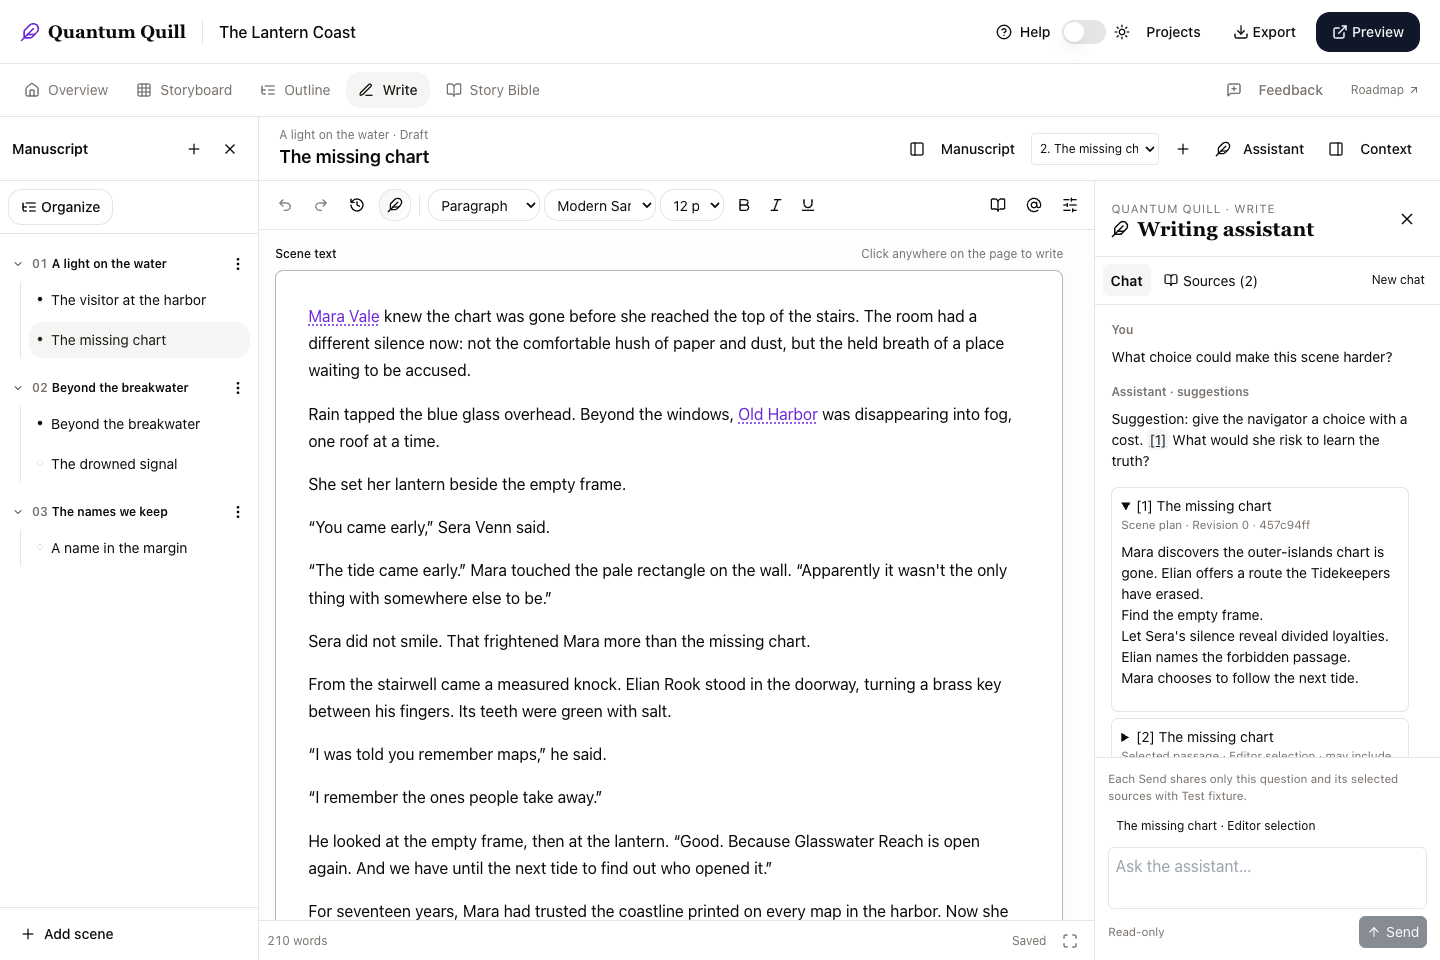 Quantum Quill
The Lantern Coast
Help
Projects
Export
Preview
Overview
Storyboard
Outline
Write
Story Bible
Feedback
Roadmap ↗
Manuscript
A light on the water · Draft
The missing chart
Manuscript
2. The missing ch
Assistant
Context
Organize
Paragraph
Modern Sar
12 p
B
I
U
01 A light on the water
The visitor at the harbor
The missing chart
02 Beyond the breakwater
Beyond the breakwater
The drowned signal
03 The names we keep
A name in the margin
Add scene
Scene text
Click anywhere on the page to write
Mara Vale knew the chart was gone before she reached the top of the stairs. The room had a
different silence now: not the comfortable hush of paper and dust, but the held breath of a place
waiting to be accused.
Rain tapped the blue glass overhead. Beyond the windows, Old Harbor was disappearing into fog,
one roof at a time.
She set her lantern beside the empty frame.
“You came early,” Sera Venn said.
“The tide came early.” Mara touched the pale rectangle on the wall. “Apparently it wasn't the only
thing with somewhere else to be.”
Sera did not smile. That frightened Mara more than the missing chart.
From the stairwell came a measured knock. Elian Rook stood in the doorway, turning a brass key
between his fingers. Its teeth were green with salt.
“I was told you remember maps,” he said.
“I remember the ones people take away.”
He looked at the empty frame, then at the lantern. “Good. Because Glasswater Reach is open
again. And we have until the next tide to find out who opened it.”
For seventeen years, Mara had trusted the coastline printed on every map in the harbor. Now she
210 words
Saved
QUANTUM QUILL · WRITE
Writing assistant
Chat
Sources (2)
New chat
You
What choice could make this scene harder?
Assistant · suggestions
Suggestion: give the navigator a choice with a
cost. [1] What would she risk to learn the
truth?
[1] The missing chart
Scene plan · Revision 0 · 457c94ff
Mara discovers the outer-islands chart is
gone. Elian offers a route the Tidekeepers
have erased.
Find the empty frame.
Let Sera's silence reveal divided loyalties.
Elian names the forbidden passage.
Mara chooses to follow the next tide.
[2] The missing chart
Selected passage · Editor selection · may include
Each Send shares only this question and its selected
sources with Test fixture.
The missing chart · Editor selection
Ask the assistant...
Read-only
Send